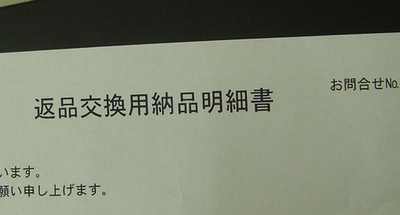 お問合せNo.
返品交換用納品明細書
います。
願い申し上げます。